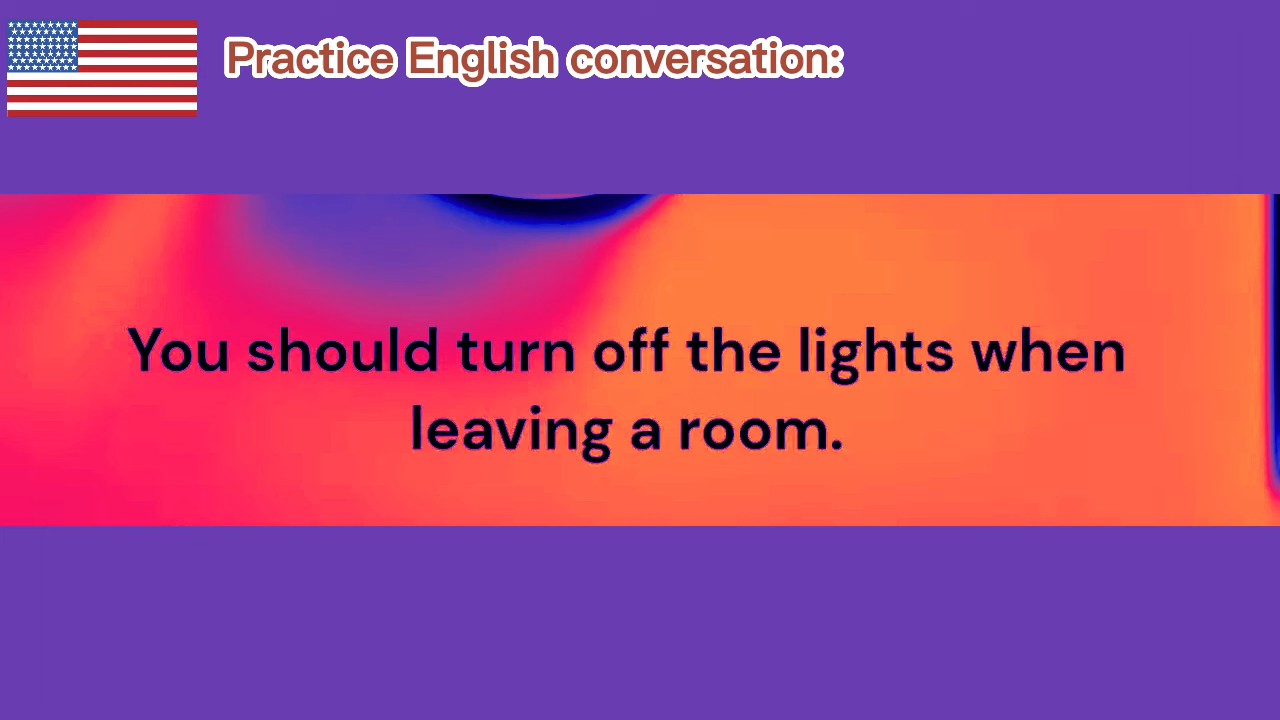 Practice English conversation:
You should turn off the lights when
leaving a room.